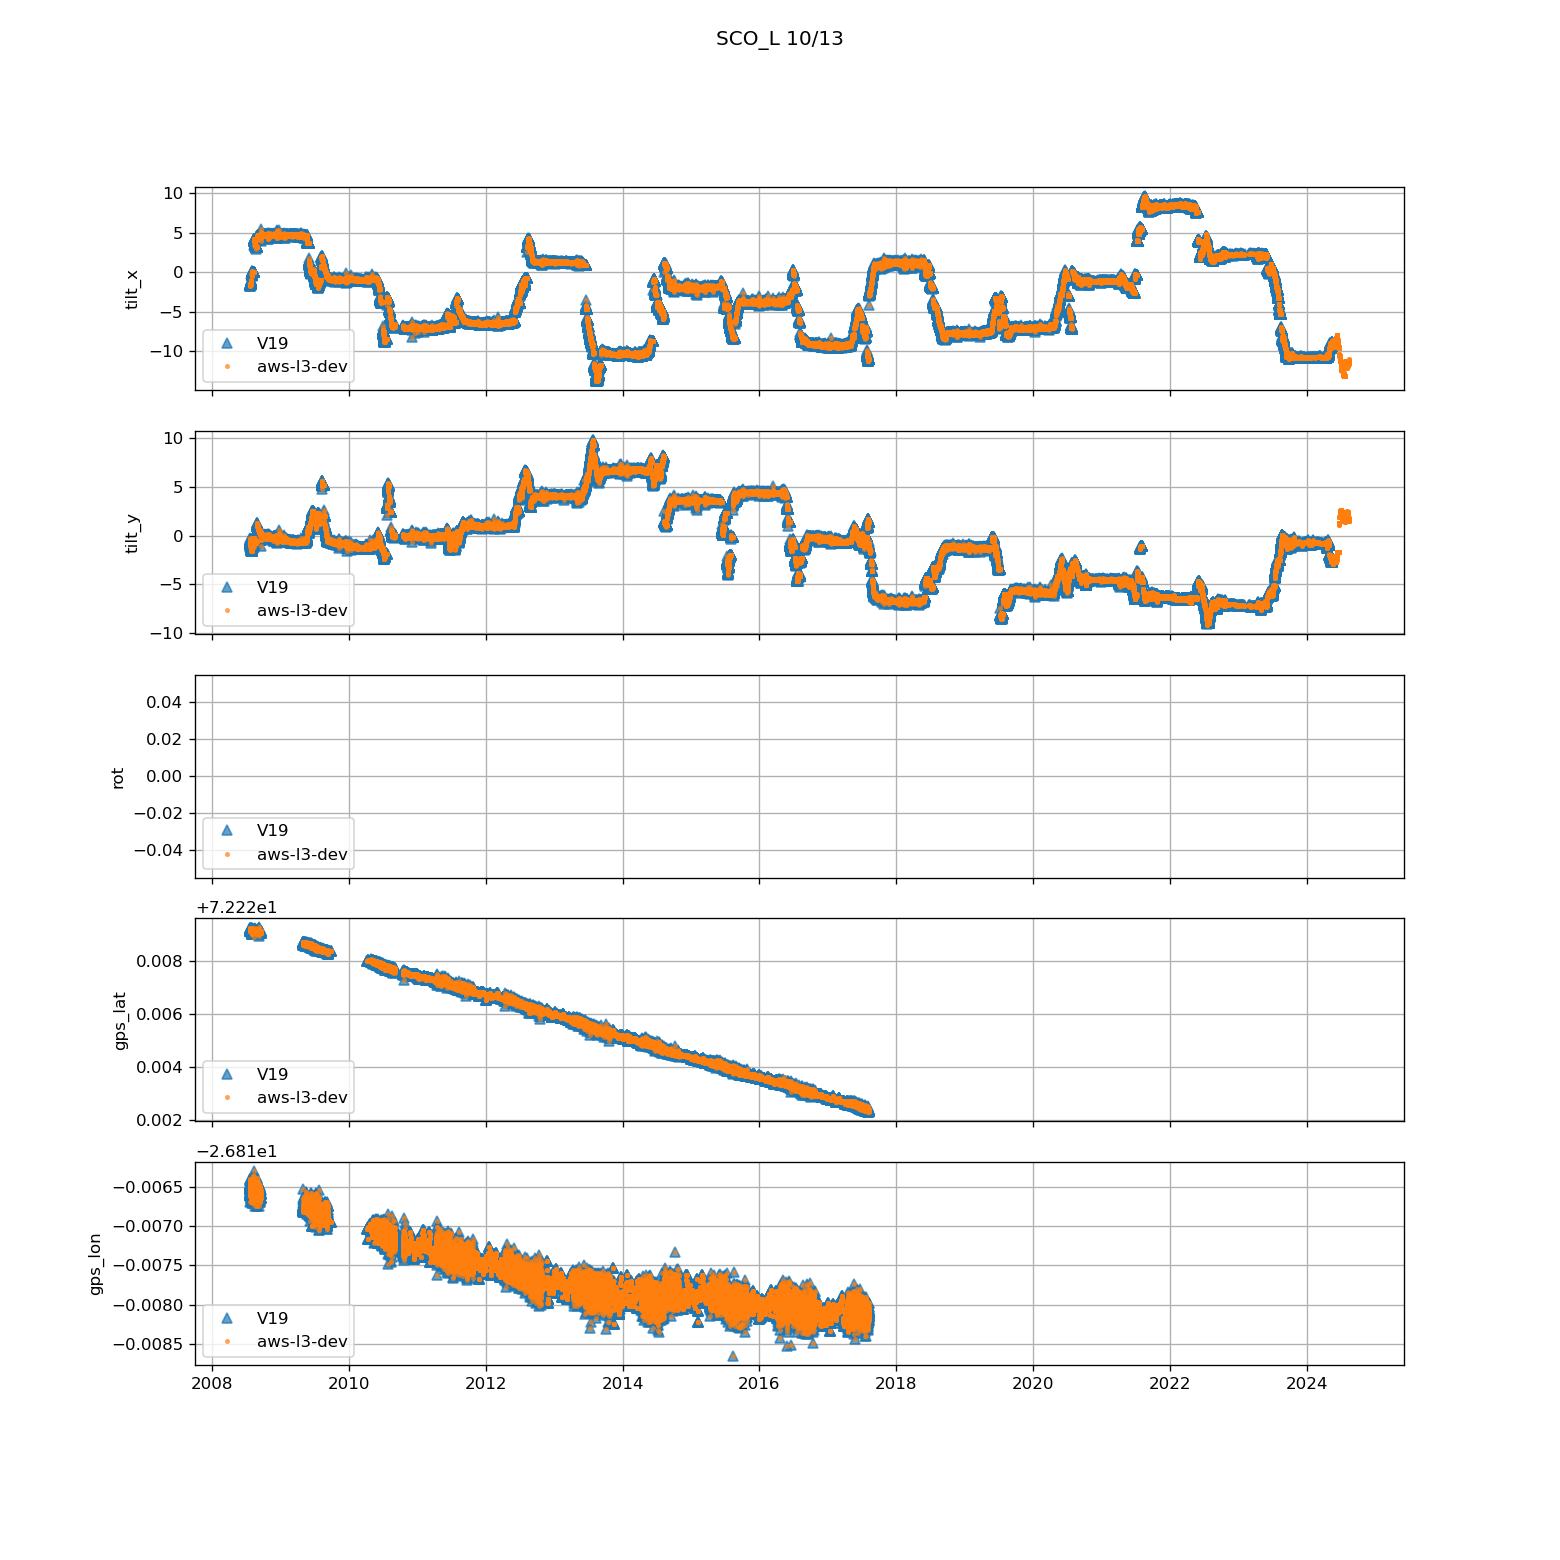 SCO_L 10/13
10
5
0
−5
−10
tilt_x
V19
aws-l3-dev
10
5
0
−5
−10
tilt_y
V19
aws-l3-dev
0.04
0.02
0.00
−0.02
−0.04
rot
V19
aws-l3-dev
+7.222e1
0.008
0.006
0.004
0.002
gps_lat
V19
aws-l3-dev
−2.681e1
−0.0065
−0.0070
−0.0075
−0.0080
−0.0085
gps_lon
V19
aws-l3-dev
2008 2010 2012 2014 2016 2018 2020 2022 2024